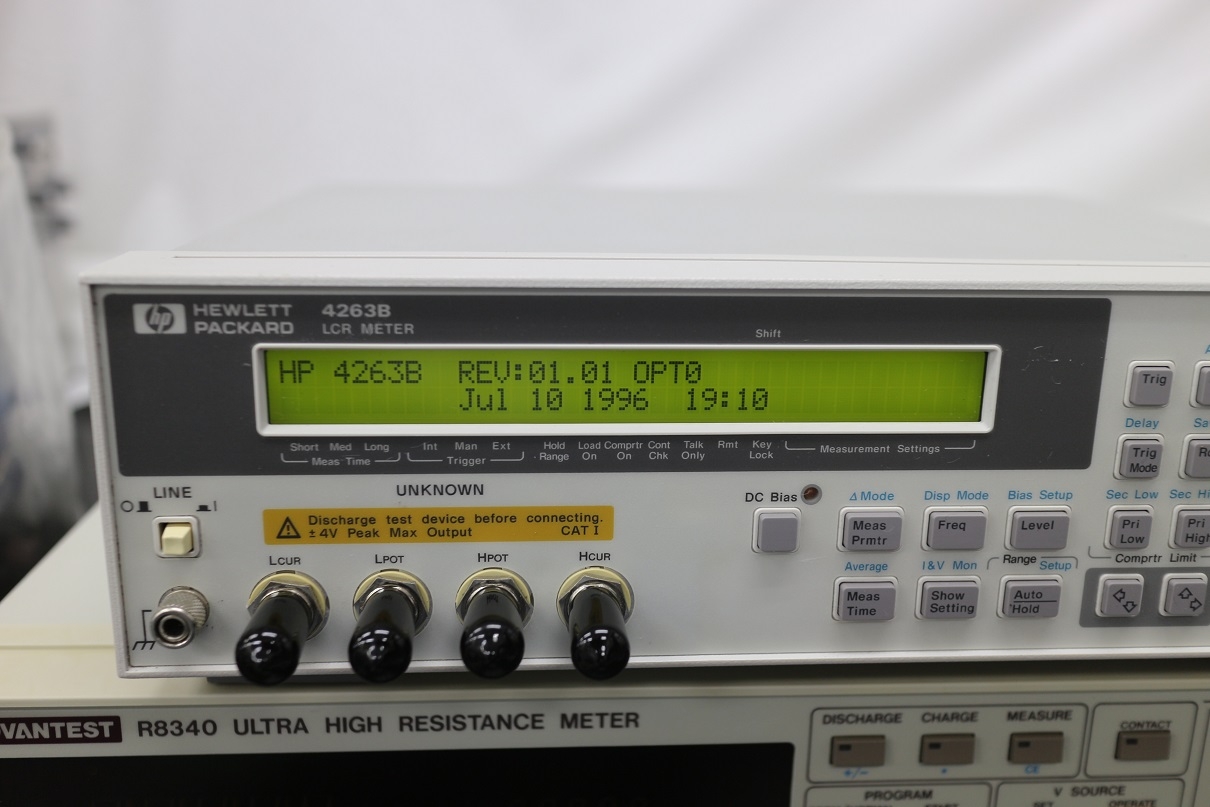 hp HEWLETT PACKARD
4263B
LCR METER
Shift
HP 4263B REV:01.01 OPT0
Jul 10 1996 19:10
Short Med Long
Meas Time
Int Man Ext
Trigger
Hold Range
Load On
Comprtr On
Cont Chk
Talk Only
Rmt
Key Lock
Measurement Settings
LINE
UNKNOWN
Discharge test device before connecting.
±4V Peak Max Output CAT I
LCUR LPOT HPOT HCUR
DC Bias
Δ Mode
Meas Prmtr
Disp Mode
Freq
Bias Setup
Level
Average
Meas Time
I&V Mon
Show Setting
Range Setup
Auto Hold
Trig
Delay
Trig Mode
Sec Low
Pri Low
Pri High
Comprtr Limit
R8340 ULTRA HIGH RESISTANCE METER
DISCHARGE CHARGE MEASURE
+/- • CE
CONTACT
PROGRAM
V SOURCE